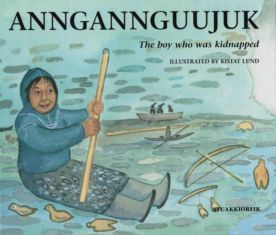 ANNGANNGUUJUK
The boy who was kidnapped
ILLUSTRATED BY KISTAT LUND
ATUAKKIORFIK